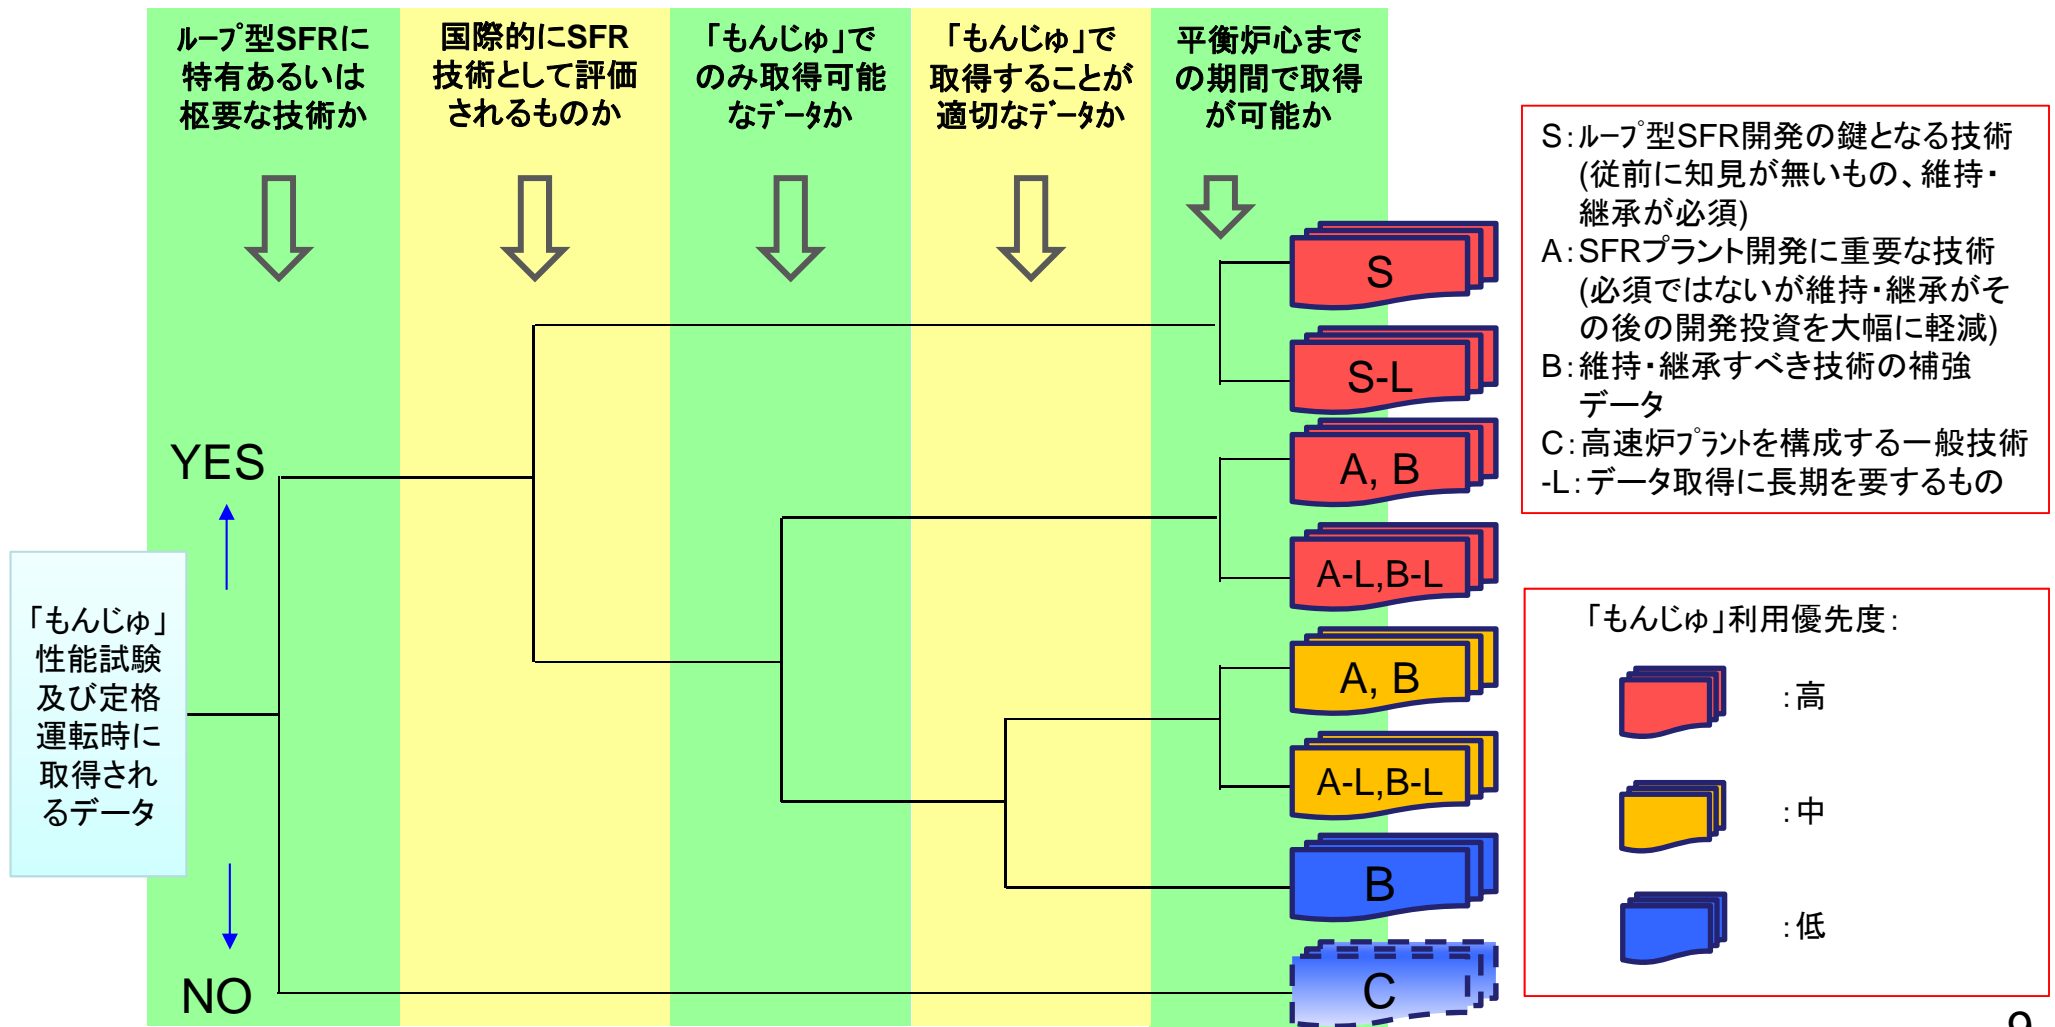 ループ型SFRに
特有あるいは
枢要な技術か
国際的にSFR
技術として評価
されるものか
「もんじゅ」で
のみ取得可能
なデータか
「もんじゅ」で
取得することが
適切なデータか
平衡炉心まで
の期間で取得
が可能か
YES
NO
「もんじゅ」
性能試験
及び定格
運転時に
取得され
るデータ
S
S-L
A, B
A-L,B-L
A, B
A-L,B-L
B
C
S:ループ型SFR開発の鍵となる技術
(従前に知見が無いもの、維持・
継承が必須)
A:SFRプラント開発に重要な技術
(必須ではないが維持・継承がそ
の後の開発投資を大幅に軽減)
B:維持・継承すべき技術の補強
データ
C:高速炉プラントを構成する一般技術
-L:データ取得に長期を要するもの
「もんじゅ」利用優先度:
:高
:中
:低